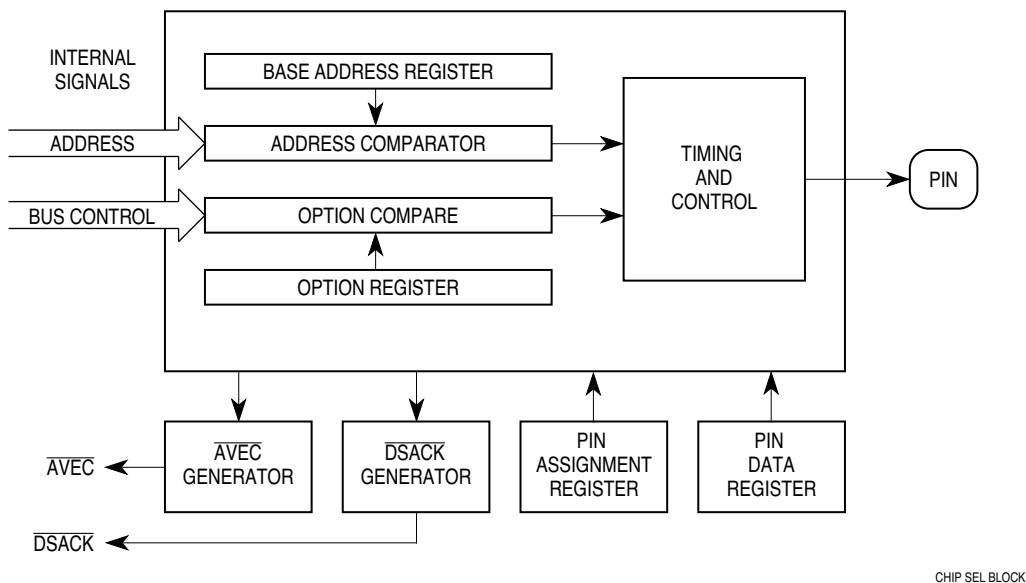 INTERNAL
SIGNALS
BASE ADDRESS REGISTER
ADDRESS
ADDRESS COMPARATOR
TIMING
AND
CONTROL
PIN
BUS CONTROL
OPTION COMPARE
OPTION REGISTER
AVEC
GENERATOR
DSACK
GENERATOR
PIN
ASSIGNMENT
REGISTER
PIN
DATA
REGISTER
AVEC
DSACK
CHIP SEL BLOCK